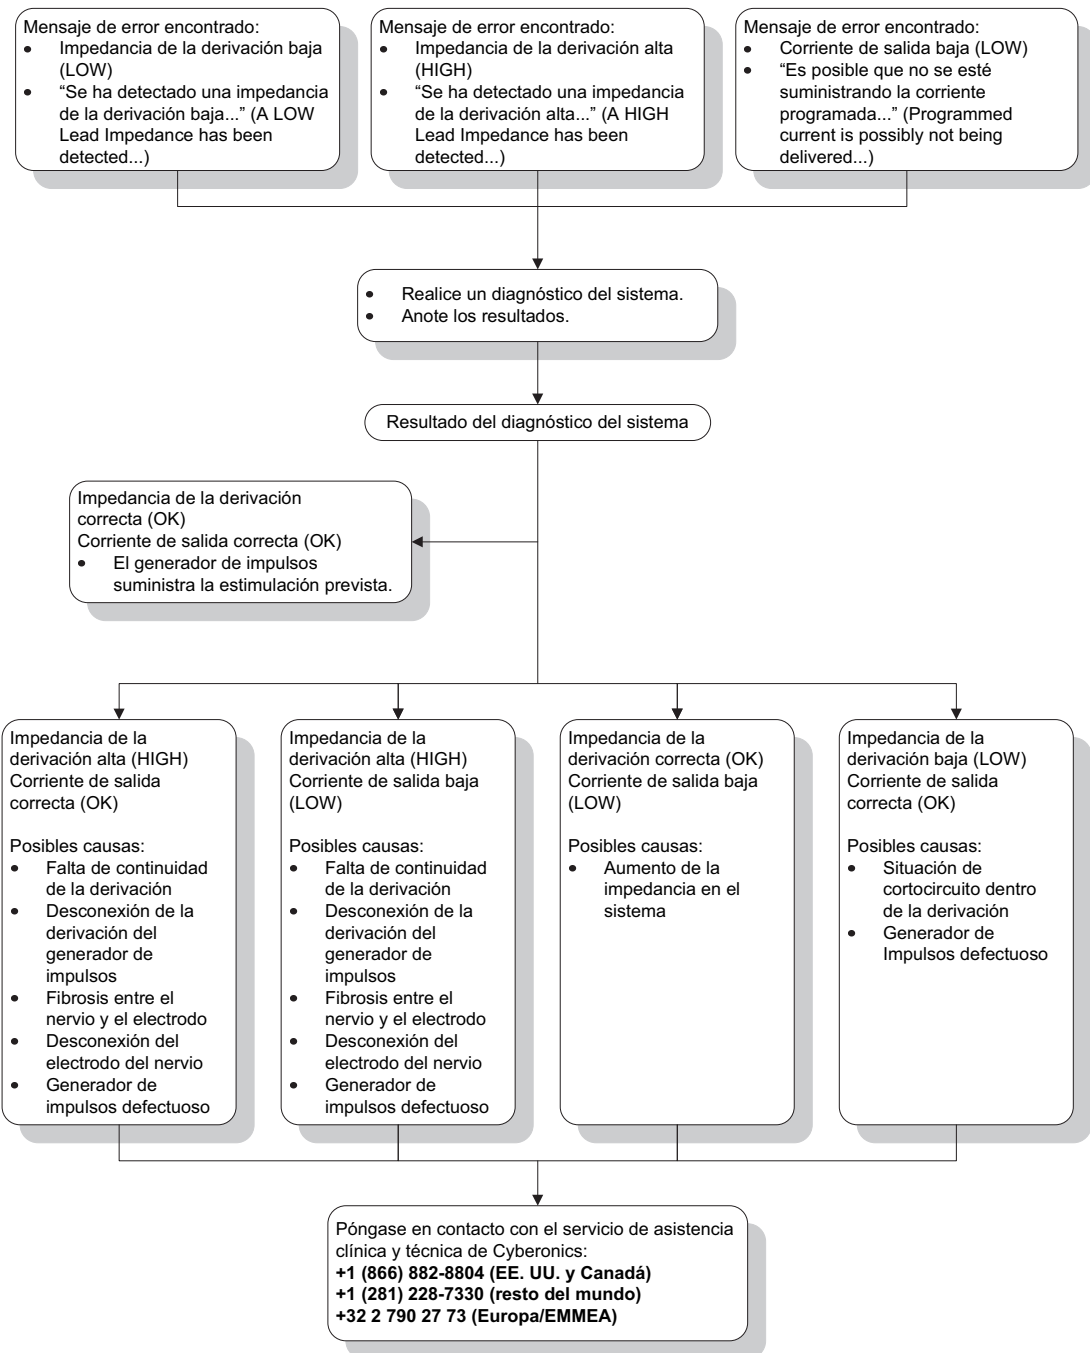 Mensaje de error encontrado:
• Impedancia de la derivación baja
(LOW)
• “Se ha detectado una impedancia
de la derivación baja...” (A LOW
Lead Impedance has been
detected...)
Mensaje de error encontrado:
• Impedancia de la derivación alta
(HIGH)
• “Se ha detectado una impedancia
de la derivación alta...” (A HIGH
Lead Impedance has been
detected...)
Mensaje de error encontrado:
• Corriente de salida baja (LOW)
• “Es posible que no se esté
suministrando la corriente
programada...” (Programmed
current is possibly not being
delivered...)
• Realice un diagnóstico del sistema.
• Anote los resultados.
Resultado del diagnóstico del sistema
Impedancia de la derivación
correcta (OK)
Corriente de salida correcta (OK)
• El generador de impulsos
suministra la estimulación prevista.
Impedancia de la
derivación alta (HIGH)
Corriente de salida
correcta (OK)
Posibles causas:
• Falta de continuidad
de la derivación
• Desconexión de la
derivación del
generador de
impulsos
• Fibrosis entre el
nervio y el electrodo
• Desconexión del
electrodo del nervio
• Generador de
impulsos defectuoso
Impedancia de la
derivación alta (HIGH)
Corriente de salida baja
(LOW)
Posibles causas:
• Falta de continuidad
de la derivación
• Desconexión de la
derivación del
generador de
impulsos
• Fibrosis entre el
nervio y el electrodo
• Desconexión del
electrodo del nervio
• Generador de
impulsos defectuoso
Impedancia de la
derivación correcta (OK)
Corriente de salida baja
(LOW)
Posibles causas:
• Aumento de la
impedancia en el
sistema
Impedancia de la
derivación baja (LOW)
Corriente de salida
correcta (OK)
Posibles causas:
• Situación de
cortocircuito dentro
de la derivación
• Generador de
Impulsos defectuoso
Póngase en contacto con el servicio de asistencia
clínica y técnica de Cyberonics:
+1 (866) 882-8804 (EE. UU. y Canadá)
+1 (281) 228-7330 (resto del mundo)
+32 2 790 27 73 (Europa/EMMEA)